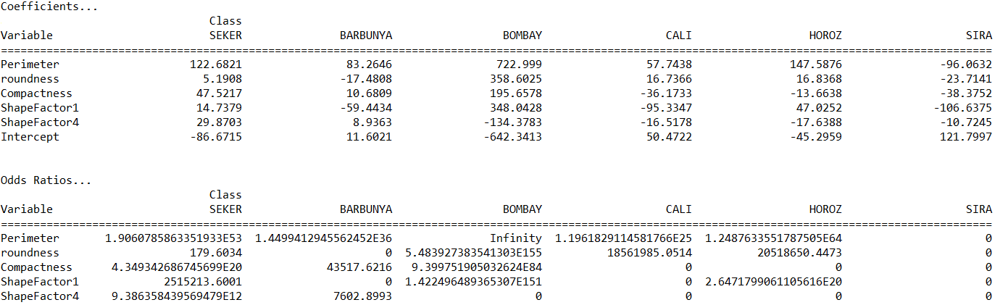 Coefficients...
Class
Variable SEKER BARBUNYA BOMBAY CALI HOROZ SIRA
=====================================================================================================================================================
Perimeter 122.6821 83.2646 722.999 57.7438 147.5876 -96.0632
roundness 5.1908 -17.4808 358.6025 16.7366 16.8368 -23.7141
Compactness 47.5217 10.6809 195.6578 -36.1733 -13.6638 -38.3752
ShapeFactor1 14.7379 -59.4434 348.0428 -95.3347 47.0252 -106.6375
ShapeFactor4 29.8703 8.9363 -134.3783 -16.5178 -17.6388 -10.7245
Intercept -86.6715 11.6021 -642.3413 50.4722 -45.2959 121.7997
Odds Ratios...
Class
Variable SEKER BARBUNYA BOMBAY CALI HOROZ SIRA
=====================================================================================================================================================
Perimeter 1.9060785863351933E53 1.4499412945562452E36 Infinity 1.1961829114581766E25 1.2487633551787505E64 0
roundness 179.6034 0 5.483927383541303E155 18561985.0514 20518650.4473 0
Compactness 4.349342686745699E20 43517.6216 9.399751905032624E84 0 0 0
ShapeFactor1 2515213.6001 0 1.422496489365307E151 0 2.6471799061105616E20 0
ShapeFactor4 9.386358439569479E12 7602.8993 0 0 0 0